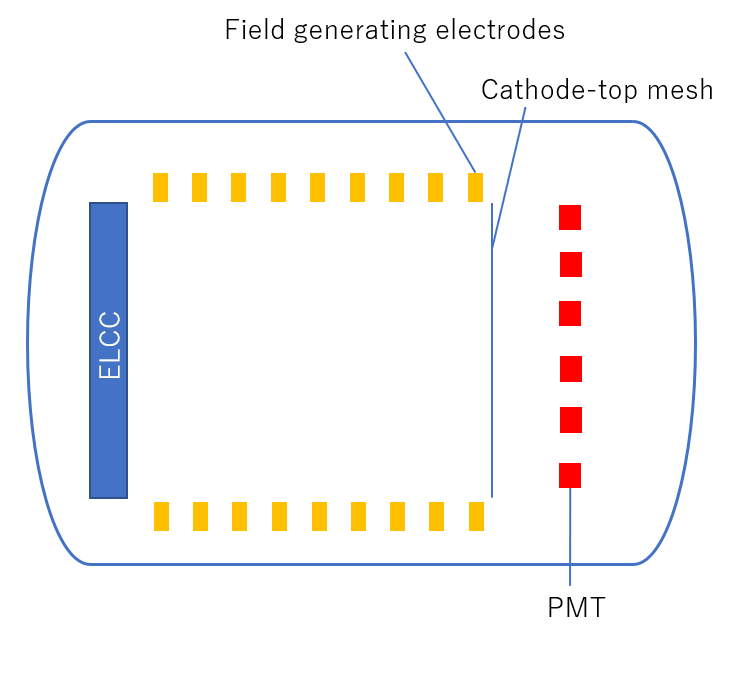 Field generating electrodes
Cathode-top mesh
ELCC
PMT